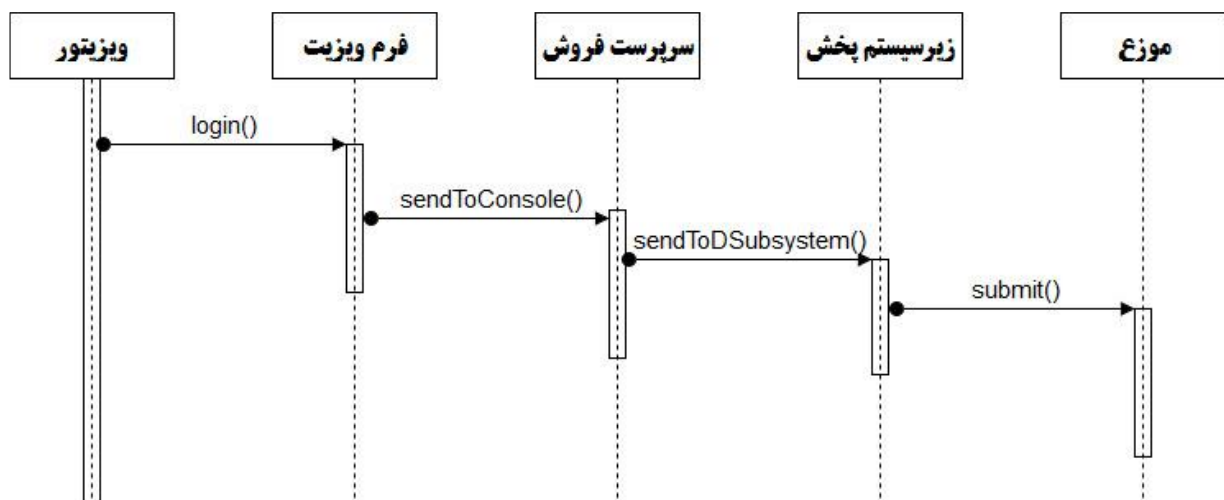 ویزیتور
فرم ویزیت
سرپرست فروش
زیرسیستم پخش
موزع
login()
sendToConsole()
sendToDSubsystem()
submit()